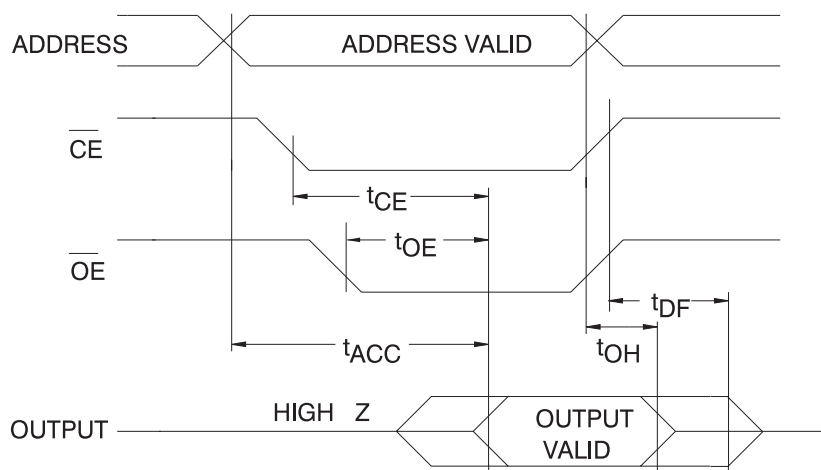 ADDRESS
ADDRESS VALID
CE
tCE
tOE
OE
tDF
tACC
tOH
HIGH Z
OUTPUT
OUTPUT
VALID